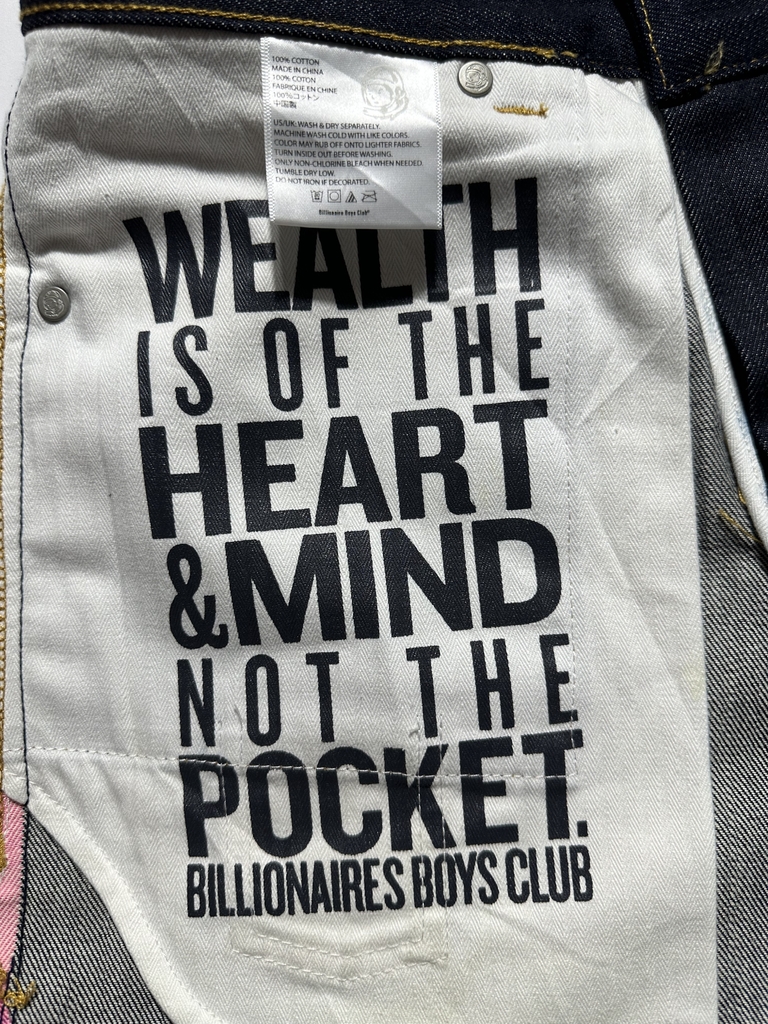 100% COTTON
MADE IN CHINA
100% COTON
FABRIQUE EN CHINE
100%コットン
中国製
US/UK: WASH & DRY SEPARATELY.
MACHINE WASH COLD WITH LIKE COLORS.
COLOR MAY RUB OFF ONTO LIGHTER FABRICS.
TURN INSIDE OUT BEFORE WASHING.
ONLY NON-CHLORINE BLEACH WHEN NEEDED.
TUMBLE DRY LOW.
DO NOT IRON IF DECORATED.
Billionaire Boys Club®
WEALTH
IS OF THE
HEART
& MIND
NOT THE
POCKET.
BILLIONAIRES BOYS CLUB